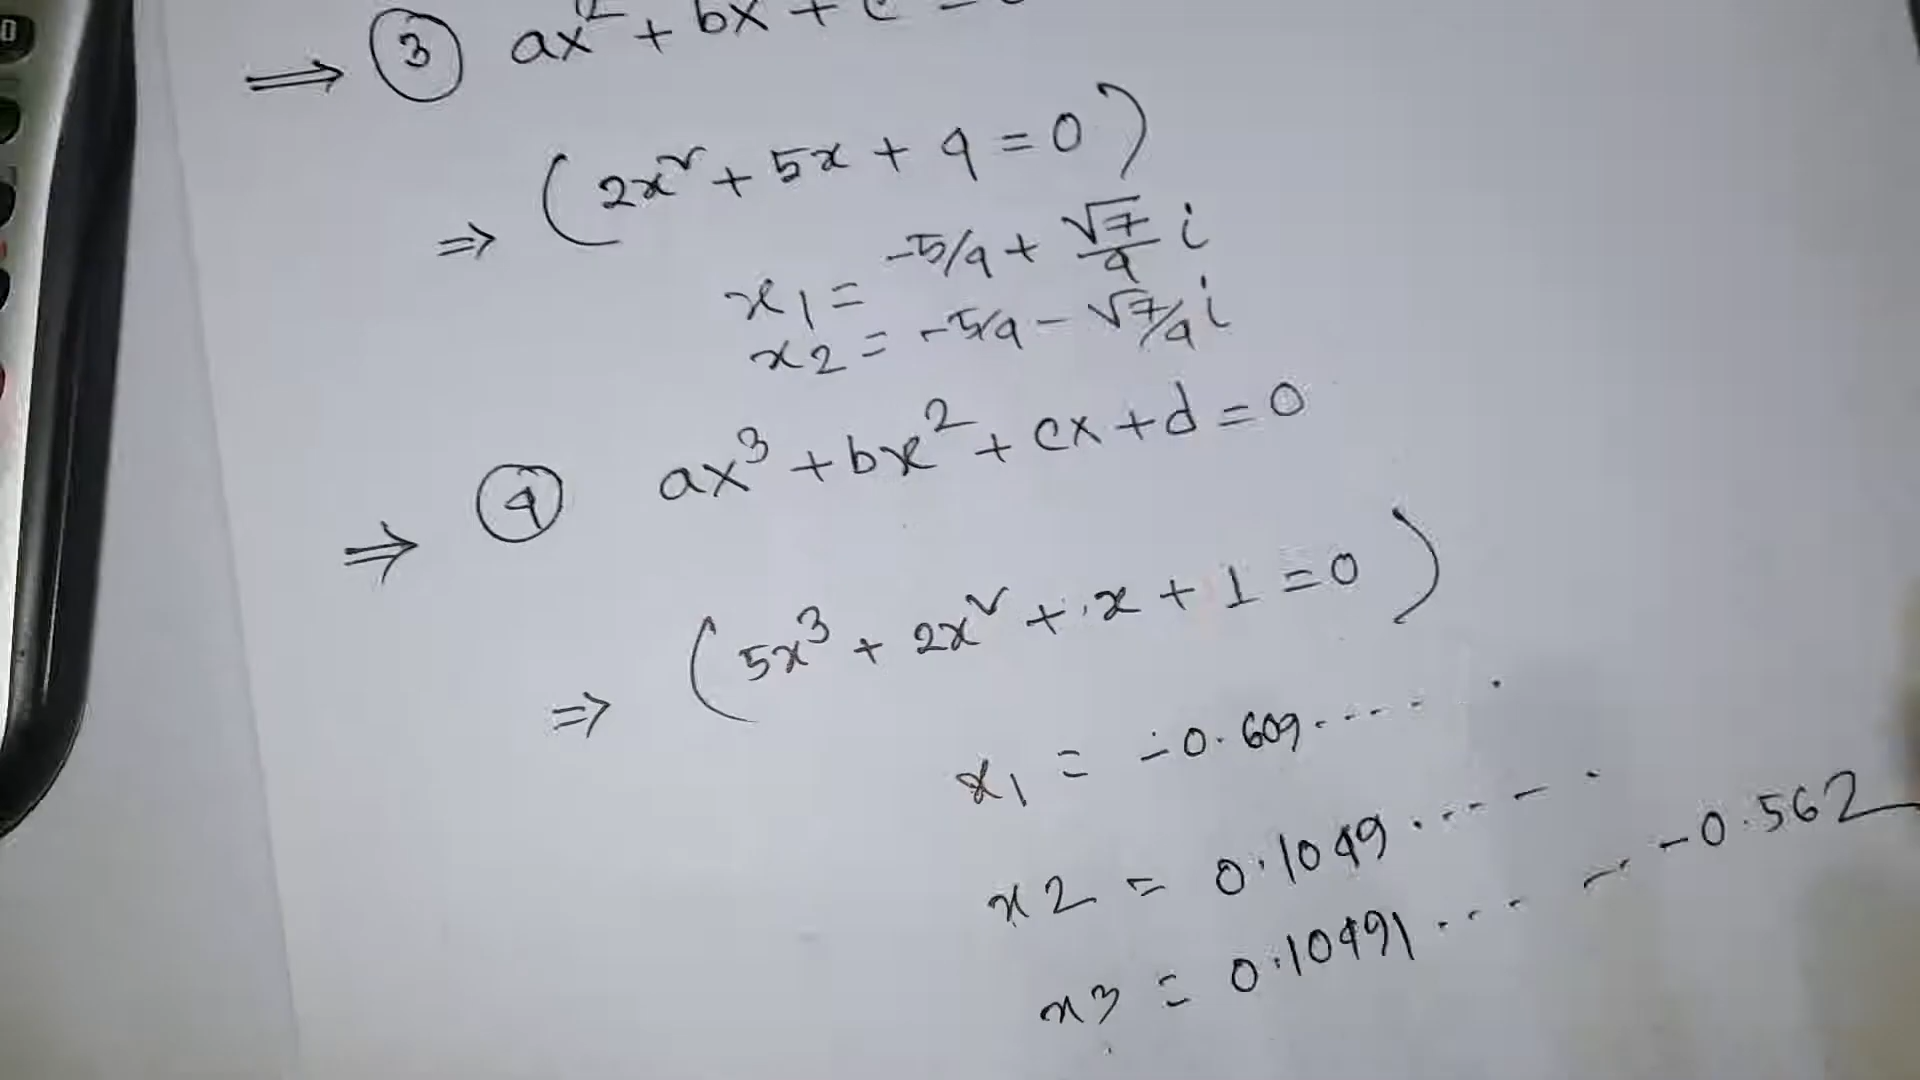 ⇒ ③ ax² + bx + c = 0
(2x² + 5x + 4 = 0)
⇒ x1 = -5/4 + √7/4 i
x2 = -5/4 - √7/4 i
⇒ ④ ax³ + bx² + cx + d = 0
(5x³ + 2x² + x + 1 = 0)
⇒
x1 = -0.609.....
x2 = 0.1049.....
x3 = 0.10491..... -0.562